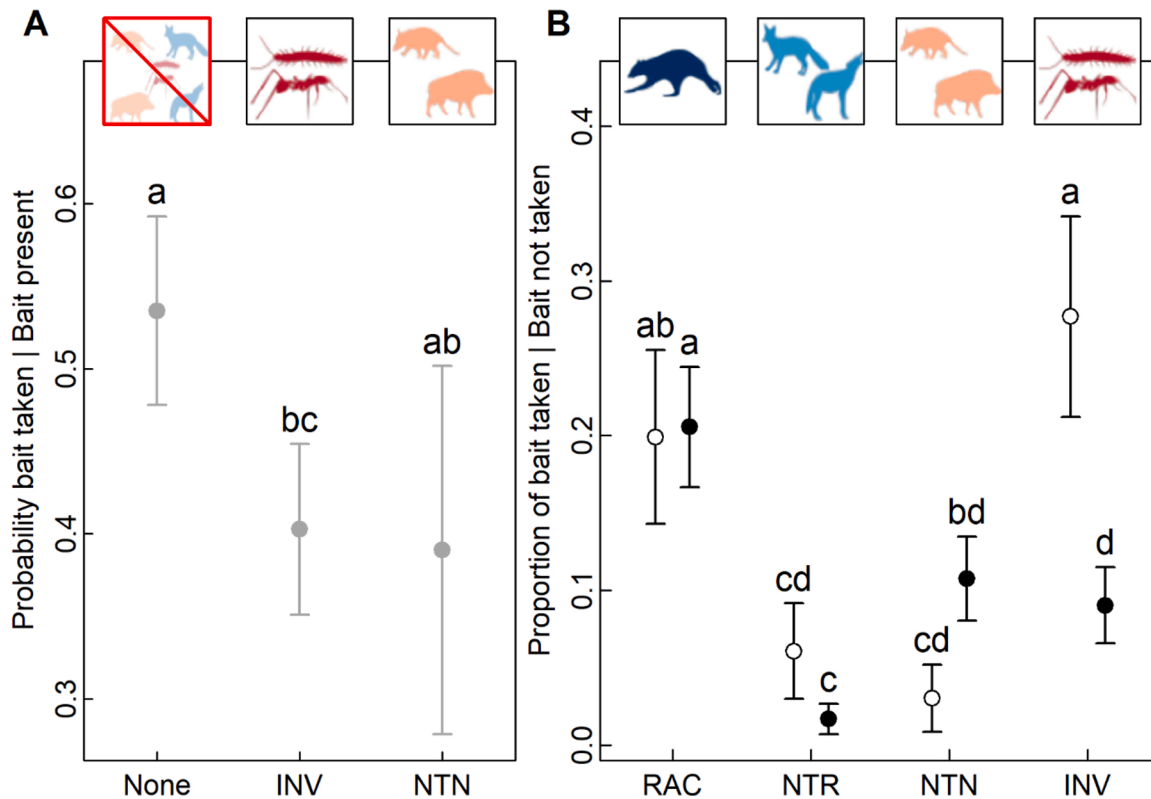 A
Probability bait taken | Bait present
0.6
0.5
0.4
0.3
a
bc
ab
None INV NTN
B
Proportion of bait taken | Bait not taken
0.4
0.3
0.2
0.1
0.0
ab a
cd c
cd bd
a d
RAC NTR NTN INV